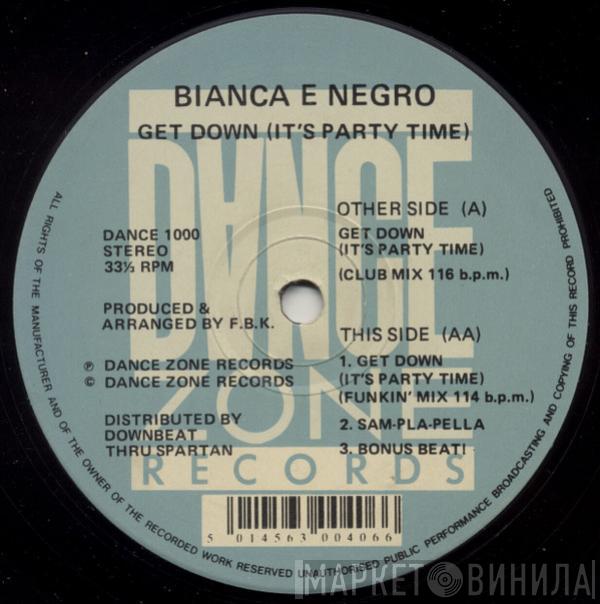 BIANCA E NEGRO
GET DOWN (IT'S PARTY TIME)
DANCE
ZONE
RECORDS
DANCE 1000
STEREO
33⅓ RPM
PRODUCED &
ARRANGED BY F.B.K.
℗ DANCE ZONE RECORDS
© DANCE ZONE RECORDS
DISTRIBUTED BY
DOWNBEAT
THRU SPARTAN
OTHER SIDE (A)
GET DOWN
(IT'S PARTY TIME)
(CLUB MIX 116 b.p.m.)
THIS SIDE (AA)
1. GET DOWN
(IT'S PARTY TIME)
(FUNKIN' MIX 114 b.p.m.)
2. SAM-PLA-PELLA
3. BONUS BEAT!
5 014563 004066
ALL RIGHTS OF THE MANUFACTURER AND OF THE OWNER OF THE RECORDED WORK RESERVED UNAUTHORISED PUBLIC PERFORMANCE BROADCASTING AND COPYING OF THIS RECORD PROHIBITED
МАРКЕТ ВИНИЛА